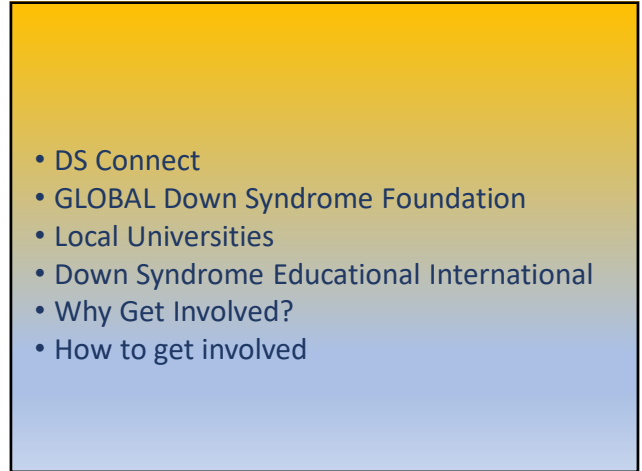 • DS Connect
• GLOBAL Down Syndrome Foundation
• Local Universities
• Down Syndrome Educational International
• Why Get Involved?
• How to get involved